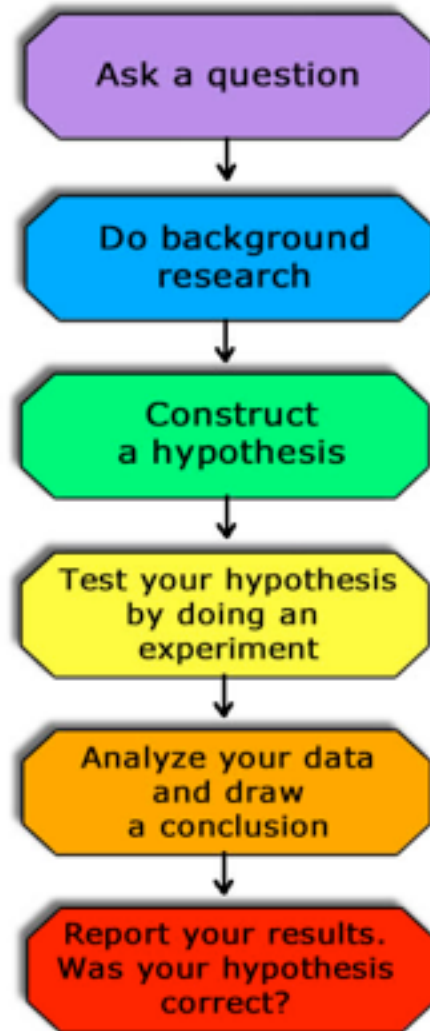 Ask a question
Do background
research
Construct
a hypothesis
Test your hypothesis
by doing an
experiment
Analyze your data
and draw
a conclusion
Report your results.
Was your hypothesis
correct?